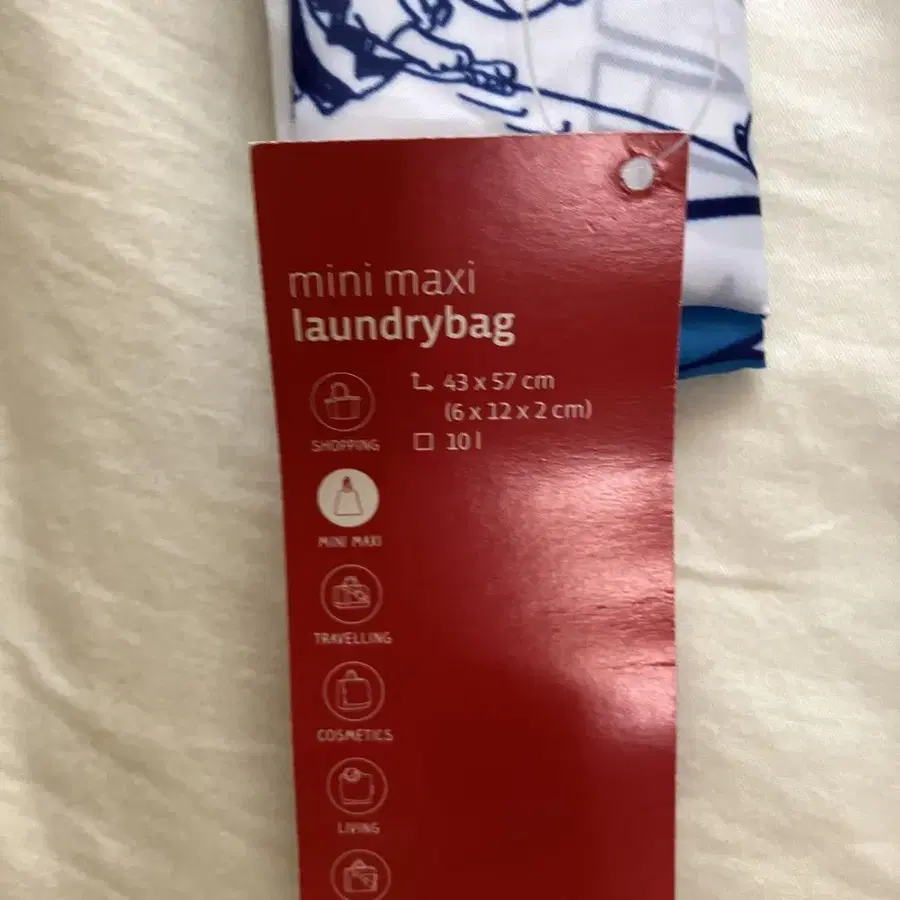 mini maxi
laundrybag
43 x 57 cm
(6 x 12 x 2 cm)
10 l
SHOPPING
MINI MAXI
TRAVELLING
COSMETICS
LIVING